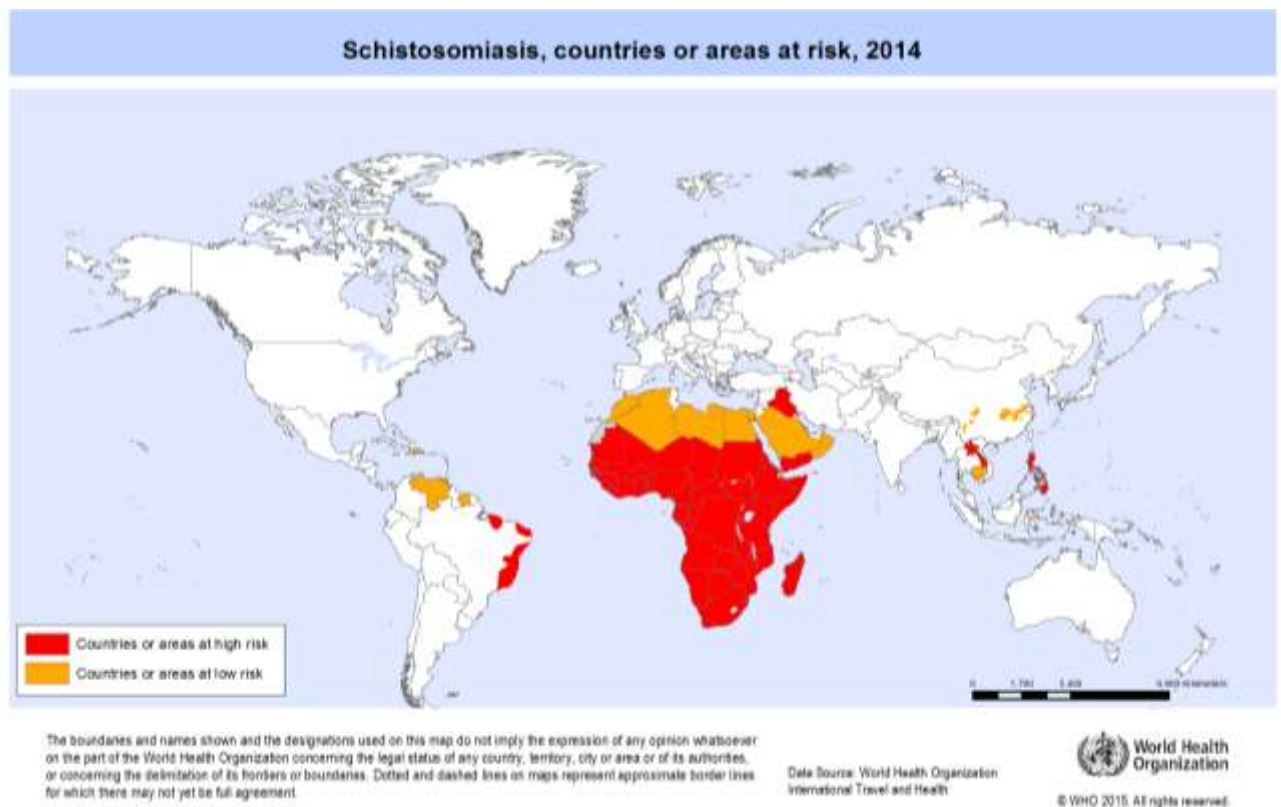 Schistosomiasis, countries or areas at risk, 2014
Countries or areas at high risk
Countries or areas at low risk
0
The boundaries and names shown and the designations used on this map do not imply the expression of any opinion whatsoever
on the part of the World Health Organization concerning the legal status of any country, territory, city or area or of its authorities,
or concerning the delimitation of its frontiers or boundaries. Dotted and dashed lines on maps represent approximate border lines
for which there may not yet be full agreement.
Data Source: World Health Organization
International Travel and Health
World Health
Organization
© WHO 2015. All rights reserved.